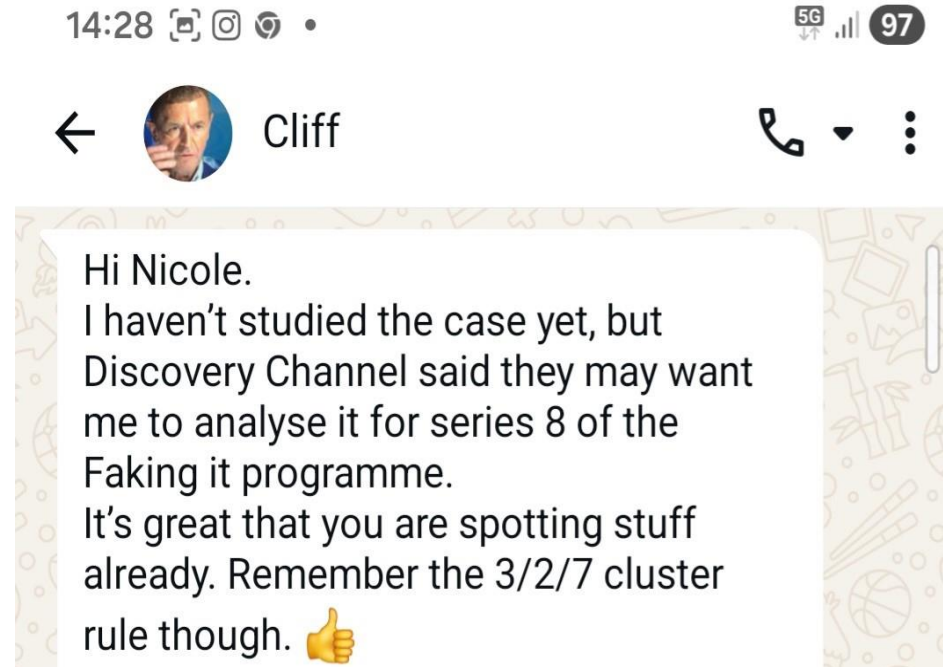 14:28
5G
97
Cliff
Hi Nicole.
I haven’t studied the case yet, but
Discovery Channel said they may want
me to analyse it for series 8 of the
Faking it programme.
It’s great that you are spotting stuff
already. Remember the 3/2/7 cluster
rule though. 👍